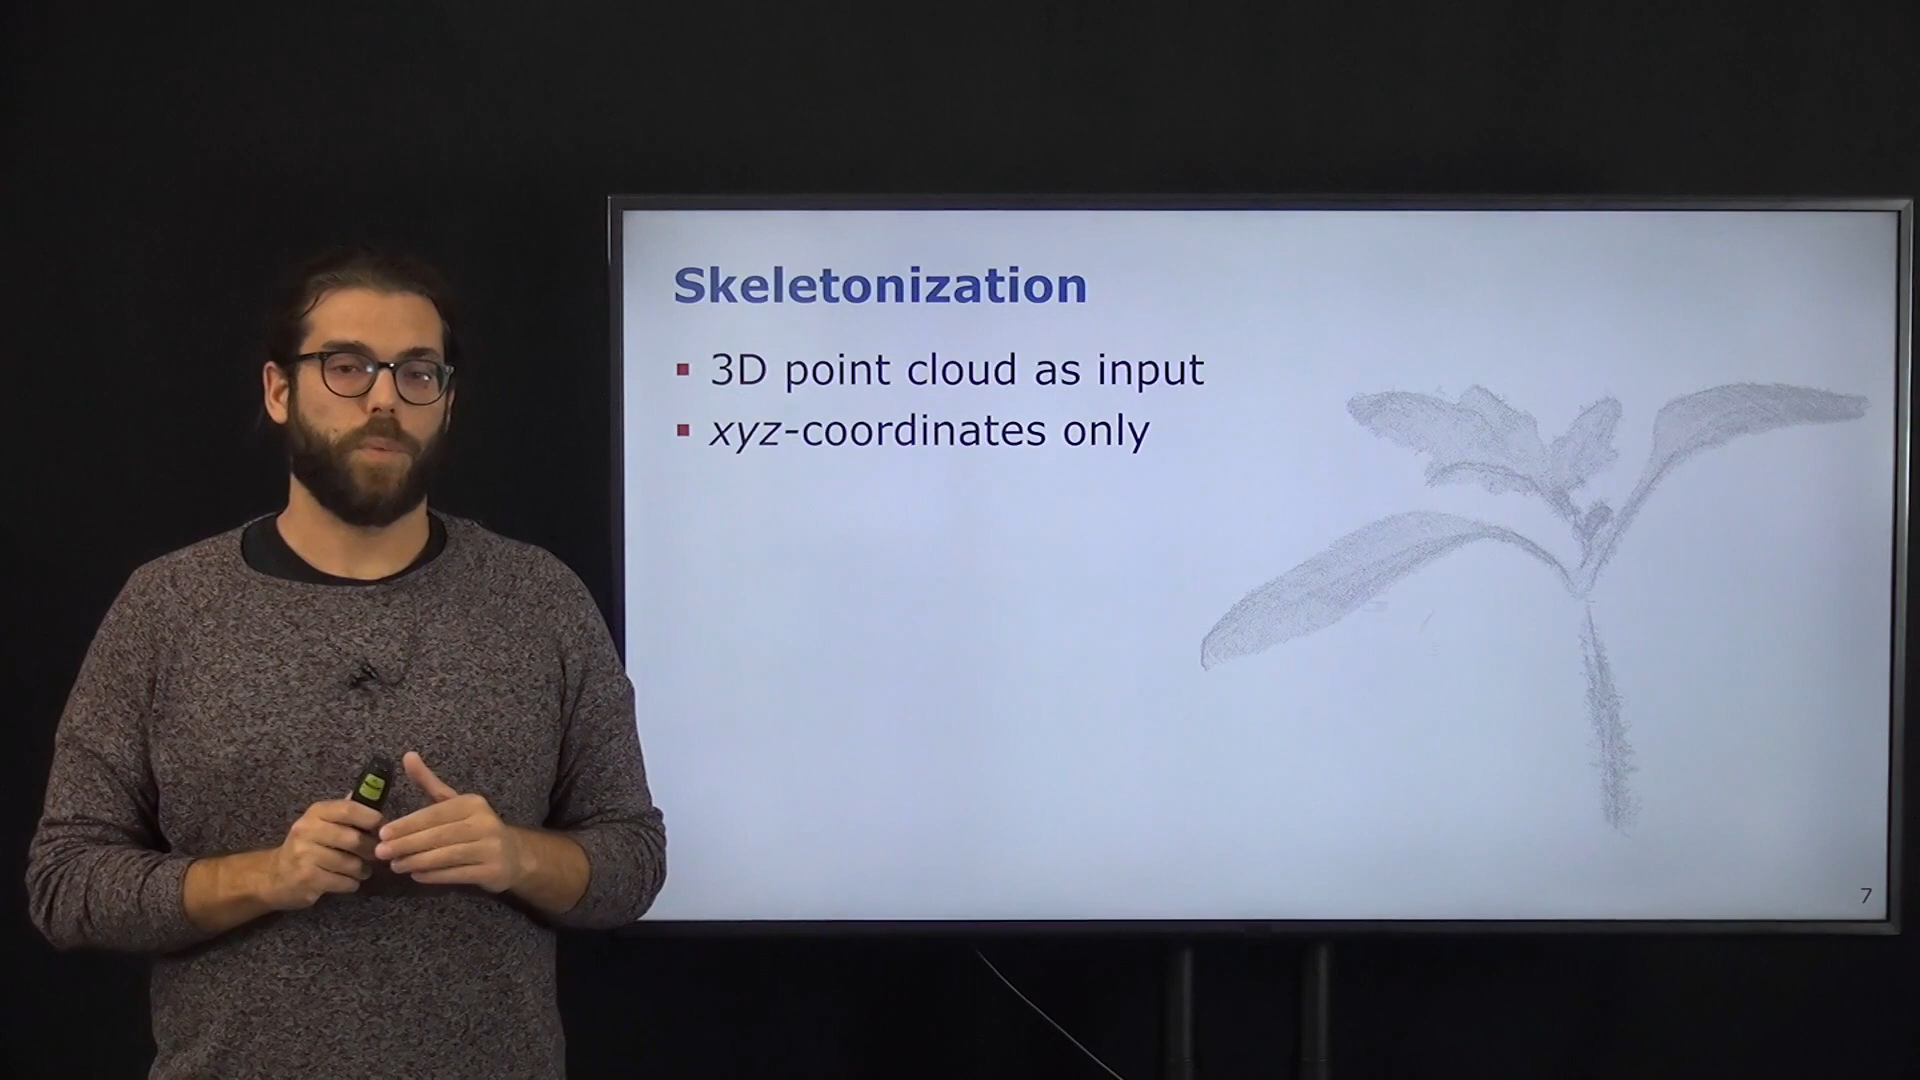 Skeletonization
▪ 3D point cloud as input
▪ xyz-coordinates only
7